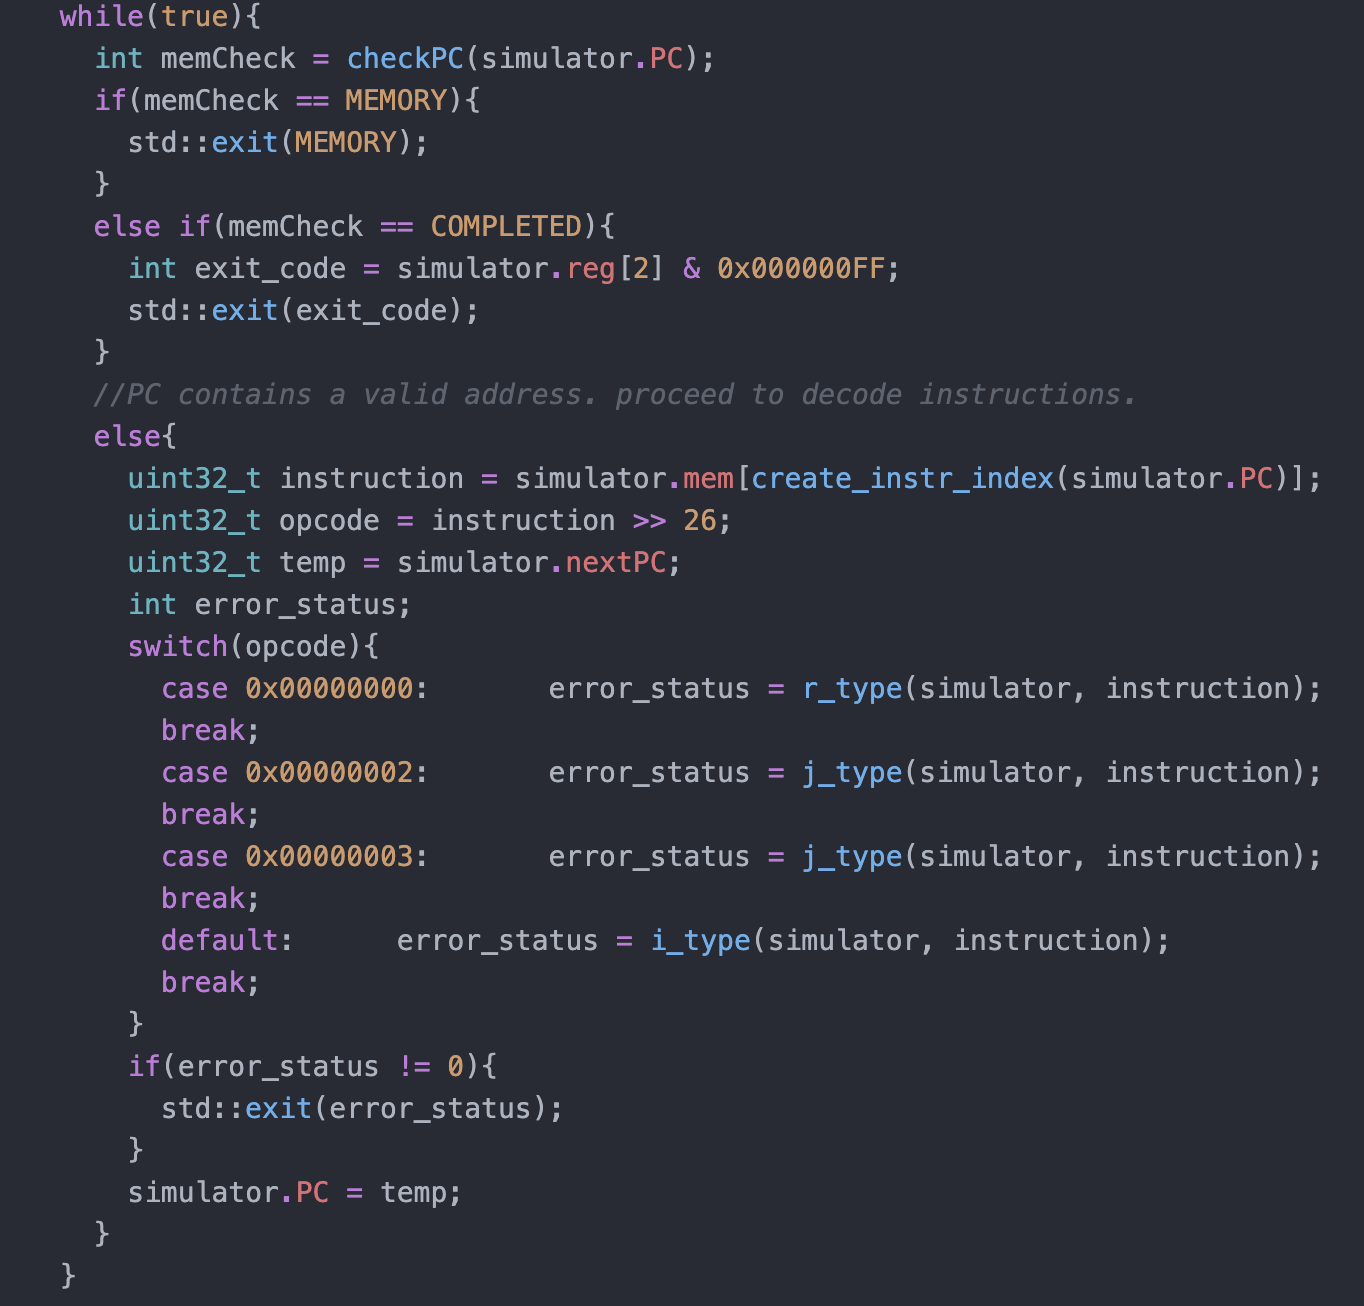 while(true){
  int memCheck = checkPC(simulator.PC);
  if(memCheck == MEMORY){
    std::exit(MEMORY);
  }
  else if(memCheck == COMPLETED){
    int exit_code = simulator.reg[2] & 0x000000FF;
    std::exit(exit_code);
  }
  //PC contains a valid address. proceed to decode instructions.
  else{
    uint32_t instruction = simulator.mem[create_instr_index(simulator.PC)];
    uint32_t opcode = instruction >> 26;
    uint32_t temp = simulator.nextPC;
    int error_status;
    switch(opcode){
      case 0x00000000:       error_status = r_type(simulator, instruction);
      break;
      case 0x00000002:       error_status = j_type(simulator, instruction);
      break;
      case 0x00000003:       error_status = j_type(simulator, instruction);
      break;
      default:      error_status = i_type(simulator, instruction);
      break;
    }
    if(error_status != 0){
      std::exit(error_status);
    }
    simulator.PC = temp;
  }
}